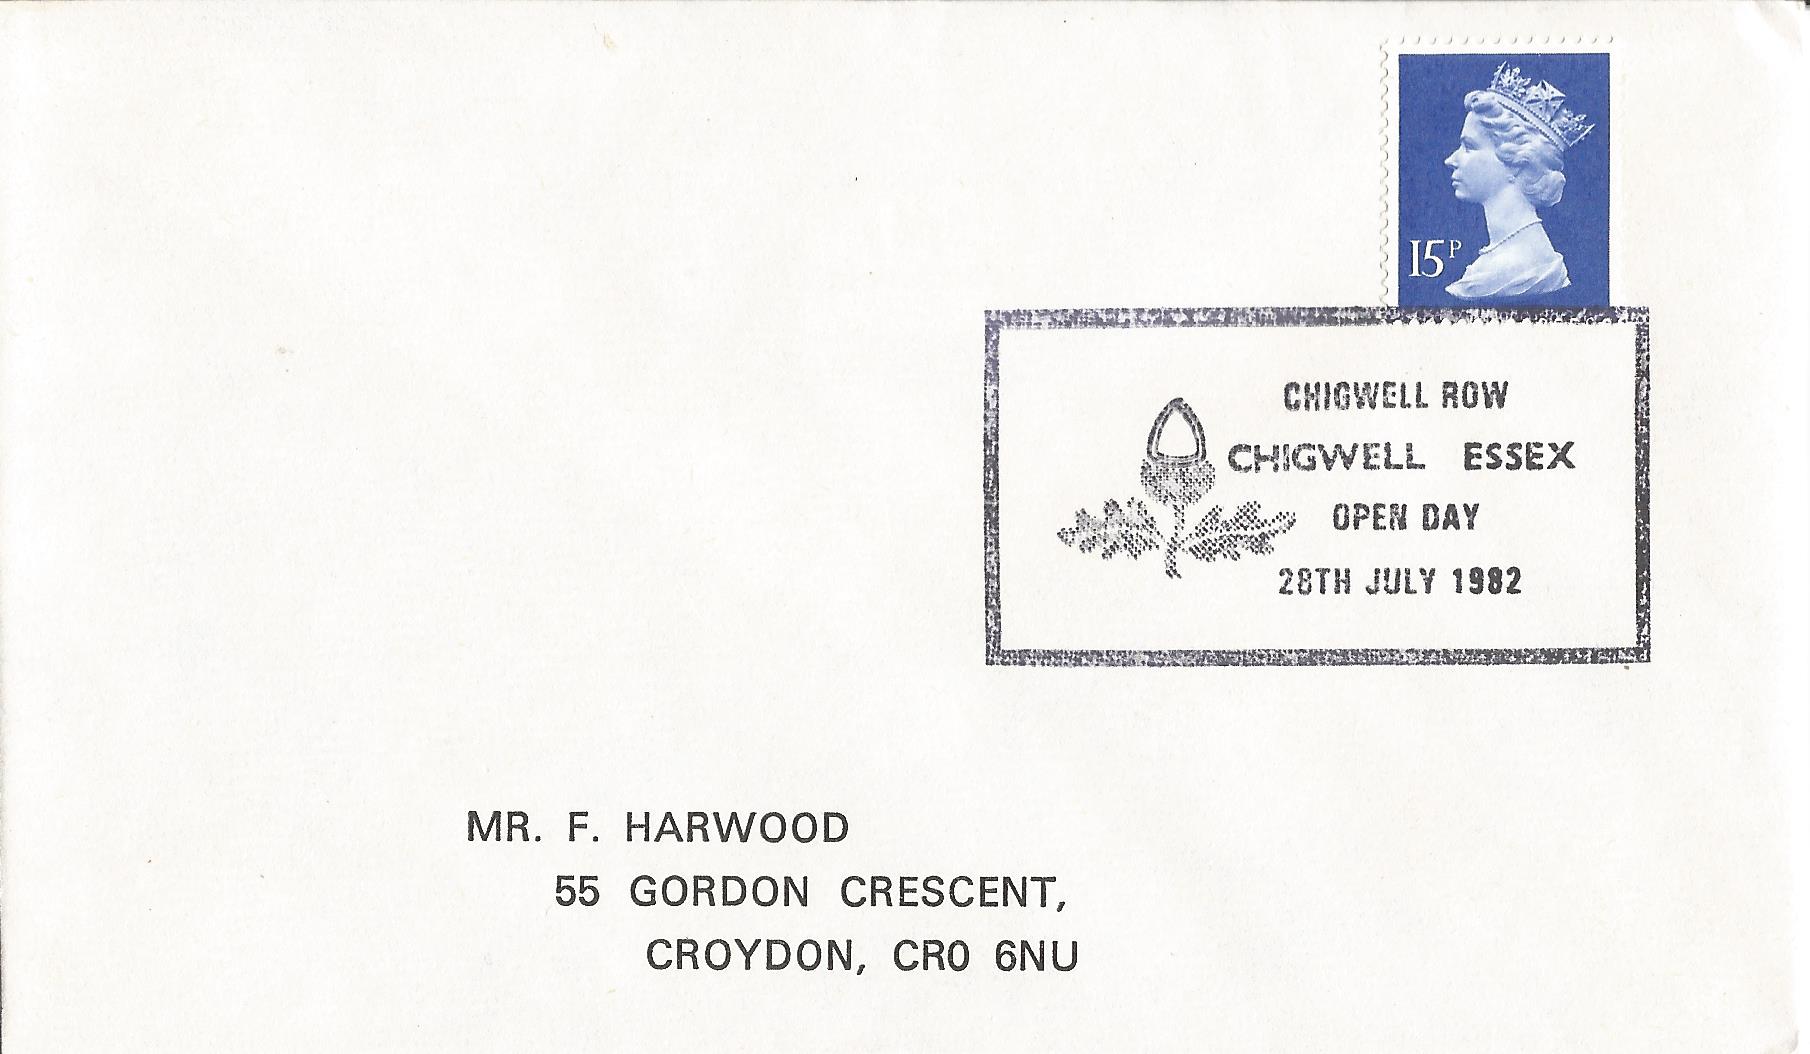 15P
CHIGWELL ROW
CHIGWELL ESSEX
OPEN DAY
28TH JULY 1982
MR. F. HARWOOD
55 GORDON CRESCENT,
CROYDON, CR0 6NU